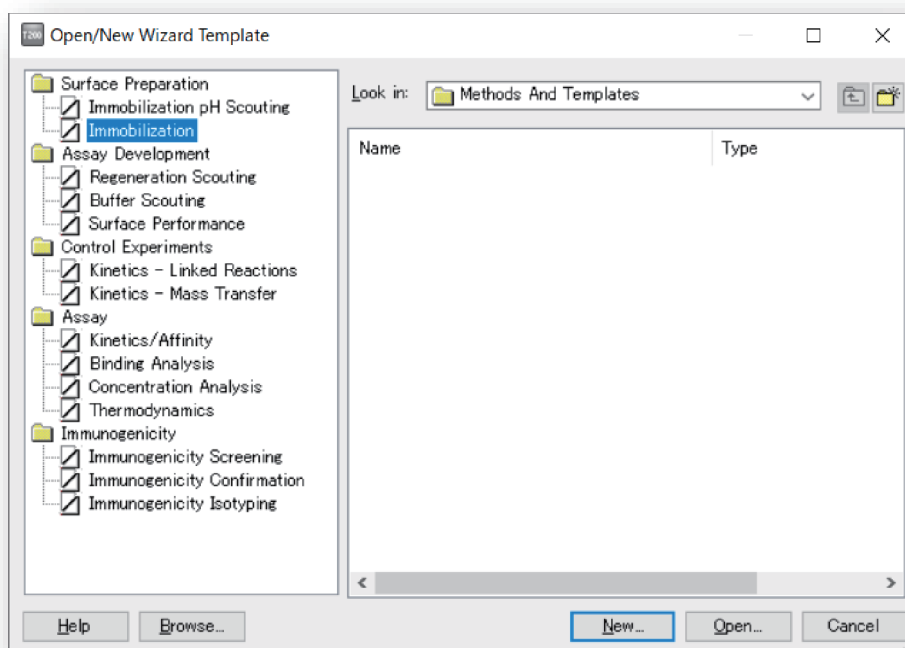 T200 Open/New Wizard Template
Surface Preparation
Immobilization pH Scouting
Immobilization
Assay Development
Regeneration Scouting
Buffer Scouting
Surface Performance
Control Experiments
Kinetics - Linked Reactions
Kinetics - Mass Transfer
Assay
Kinetics/Affinity
Binding Analysis
Concentration Analysis
Thermodynamics
Immunogenicity
Immunogenicity Screening
Immunogenicity Confirmation
Immunogenicity Isotyping
Look in: Methods And Templates
Name Type
Help Browse... New... Open... Cancel